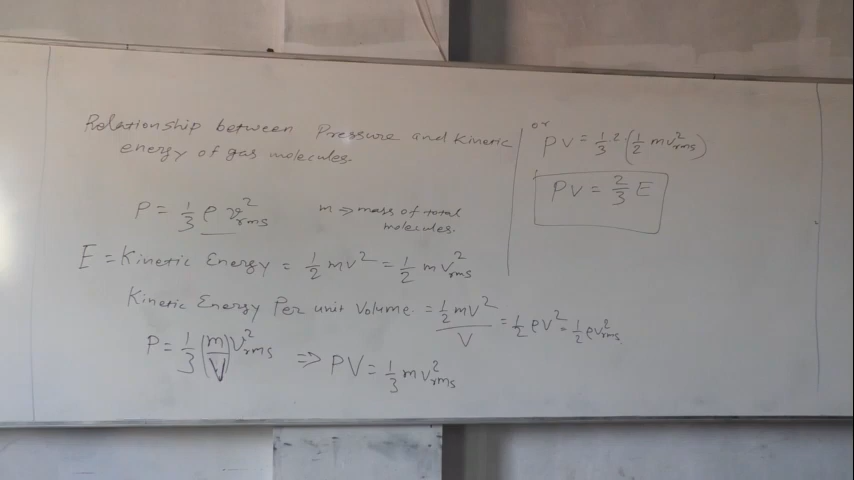 Relationship between Pressure and Kinetic
energy of gas molecules.
P = 1/3 ρ v²rms
m ⇒ mass of total
molecules.
E = Kinetic Energy = 1/2 mv² = 1/2 m v²rms
Kinetic Energy Per unit Volume = (1/2 mv²)/V = 1/2 ρv² = 1/2 ρv²rms
P = 1/3 (m/V) v²rms ⇒ PV = 1/3 m v²rms
or
PV = 1/3 · 2 (1/2 m v²rms)
PV = 2/3 E